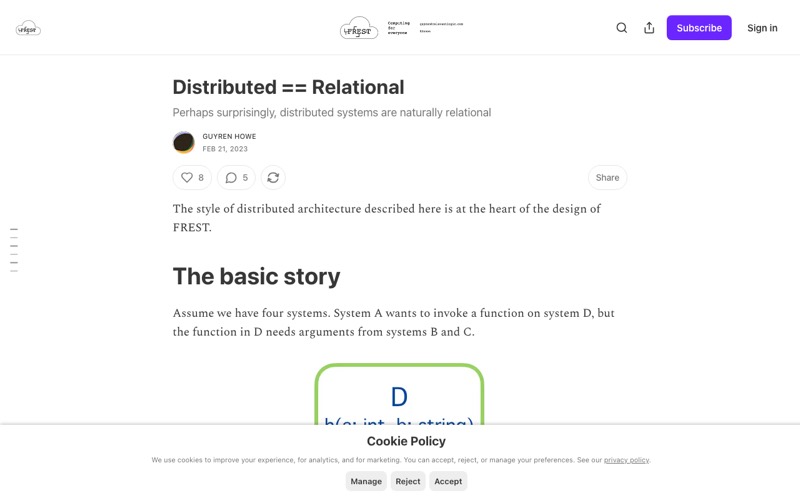 FREST
Computing
for
everyone
Subscribe
Sign in
Distributed == Relational
Perhaps surprisingly, distributed systems are naturally relational
GUYREN HOWE
FEB 21, 2023
8
5
Share
The style of distributed architecture described here is at the heart of the design of
FREST.
The basic story
Assume we have four systems. System A wants to invoke a function on system D, but
the function in D needs arguments from systems B and C.
D
Cookie Policy
We use cookies to improve your experience, for analytics, and for marketing. You can accept, reject, or manage your preferences. See our privacy policy.
Manage Reject Accept